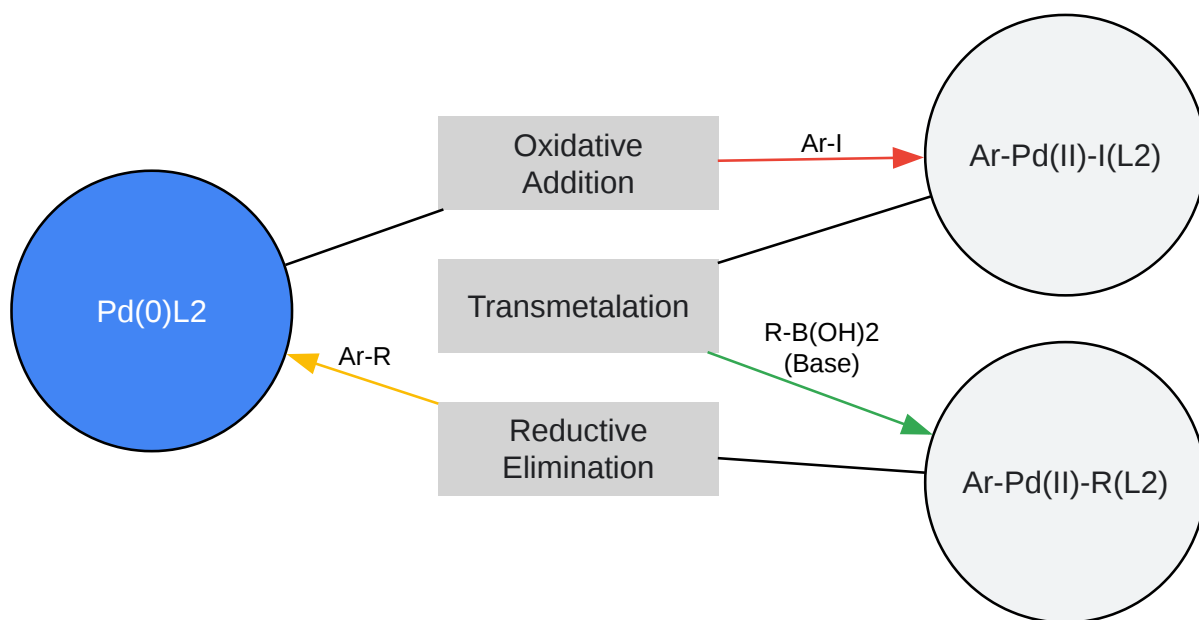 Oxidative
Addition
Ar-I
Ar-Pd(II)-I(L2)
Pd(0)L2
Transmetalation
R-B(OH)2
(Base)
Ar-R
Reductive
Elimination
Ar-Pd(II)-R(L2)